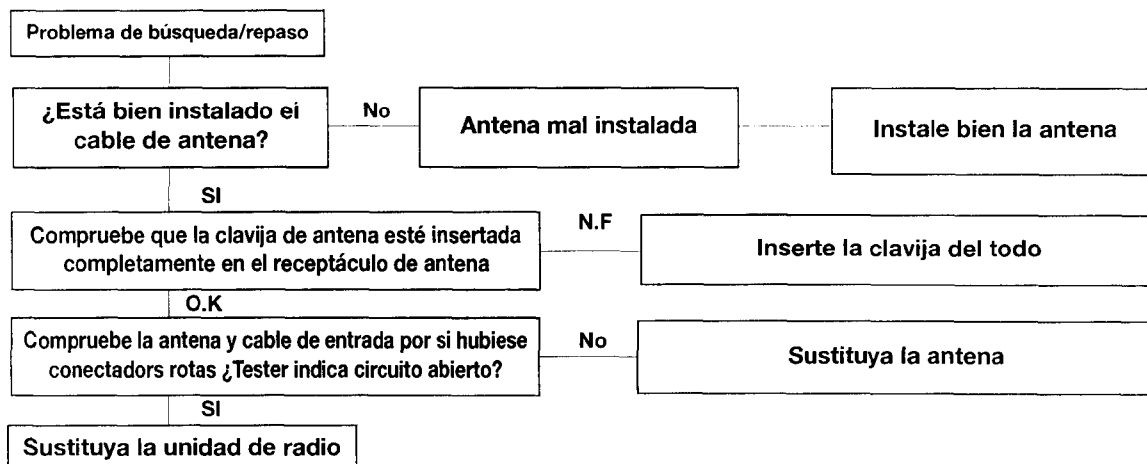 Problema de búsqueda/repaso
¿Está bien instalado ei
cable de antena?
No
Antena mal instalada
Instale bien la antena
SI
Compruebe que la clavija de antena esté insertada
completamente en el receptáculo de antena
N.F
Inserte la clavija del todo
O.K
Compruebe la antena y cable de entrada por si hubiese
conectadors rotas ¿Tester indica circuito abierto?
No
Sustituya la antena
SI
Sustituya la unidad de radio